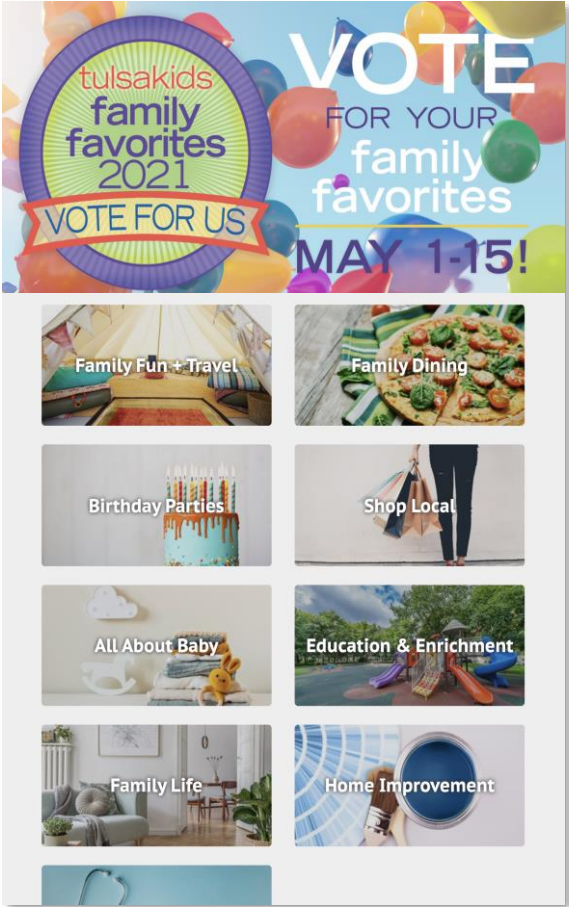 tulsakids
family
favorites
2021
VOTE FOR US
VOTE
FOR YOUR
family
favorites
MAY 1-15!
Family Fun + Travel
Family Dining
Birthday Parties
Shop Local
All About Baby
Education & Enrichment
Family Life
Home Improvement